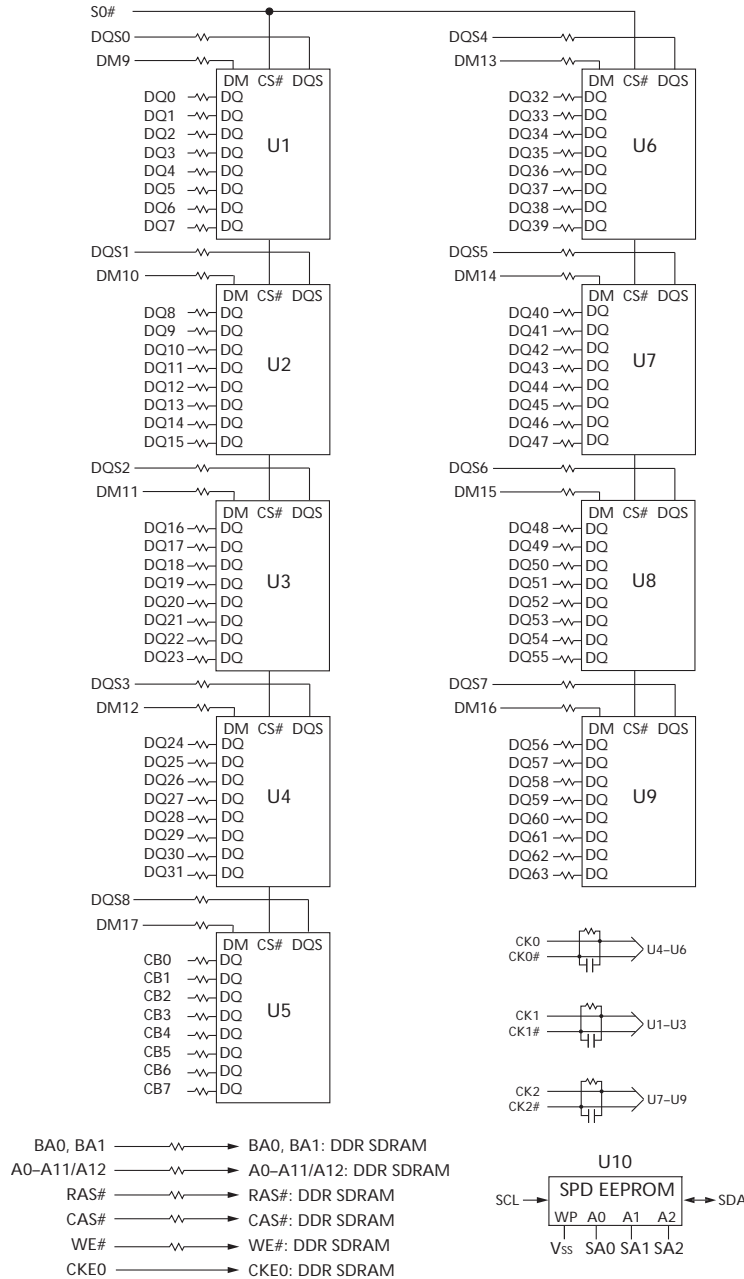 S0#
DQS0
DM9
DM CS# DQS
DQ0 DQ
DQ1 DQ
DQ2 DQ
DQ3 DQ
DQ4 DQ
DQ5 DQ
DQ6 DQ
DQ7 DQ
U1
DQS1
DM10
DM CS# DQS
DQ8 DQ
DQ9 DQ
DQ10 DQ
DQ11 DQ
DQ12 DQ
DQ13 DQ
DQ14 DQ
DQ15 DQ
U2
DQS2
DM11
DM CS# DQS
DQ16 DQ
DQ17 DQ
DQ18 DQ
DQ19 DQ
DQ20 DQ
DQ21 DQ
DQ22 DQ
DQ23 DQ
U3
DQS3
DM12
DM CS# DQS
DQ24 DQ
DQ25 DQ
DQ26 DQ
DQ27 DQ
DQ28 DQ
DQ29 DQ
DQ30 DQ
DQ31 DQ
U4
DQS8
DM17
DM CS# DQS
CB0 DQ
CB1 DQ
CB2 DQ
CB3 DQ
CB4 DQ
CB5 DQ
CB6 DQ
CB7 DQ
U5
DQS4
DM13
DM CS# DQS
DQ32 DQ
DQ33 DQ
DQ34 DQ
DQ35 DQ
DQ36 DQ
DQ37 DQ
DQ38 DQ
DQ39 DQ
U6
DQS5
DM14
DM CS# DQS
DQ40 DQ
DQ41 DQ
DQ42 DQ
DQ43 DQ
DQ44 DQ
DQ45 DQ
DQ46 DQ
DQ47 DQ
U7
DQS6
DM15
DM CS# DQS
DQ48 DQ
DQ49 DQ
DQ50 DQ
DQ51 DQ
DQ52 DQ
DQ53 DQ
DQ54 DQ
DQ55 DQ
U8
DQS7
DM16
DM CS# DQS
DQ56 DQ
DQ57 DQ
DQ58 DQ
DQ59 DQ
DQ60 DQ
DQ61 DQ
DQ62 DQ
DQ63 DQ
U9
CK0
CK0#
U4–U6
CK1
CK1#
U1–U3
CK2
CK2#
U7–U9
BA0, BA1 BA0, BA1: DDR SDRAM
A0–A11/A12 A0–A11/A12: DDR SDRAM
RAS# RAS#: DDR SDRAM
CAS# CAS#: DDR SDRAM
WE# WE#: DDR SDRAM
CKE0 CKE0: DDR SDRAM
U10
SCL SPD EEPROM SDA
WP A0 A1 A2
VSS SA0 SA1 SA2